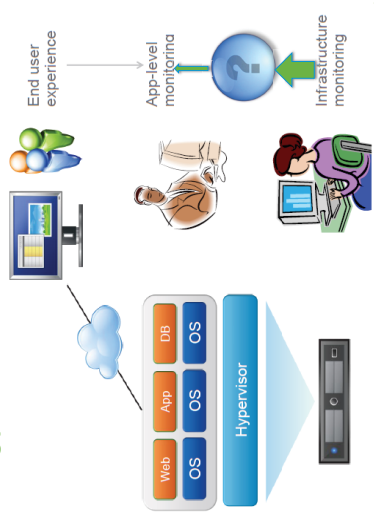 End user
experience
App-level
monitoring
?
Infrastructure
monitoring
Web
App
DB
OS
OS
OS
Hypervisor